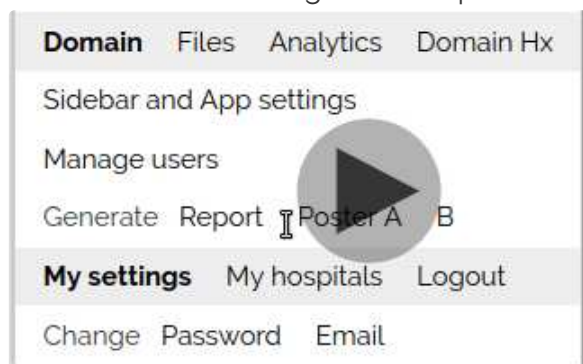 Domain Files Analytics Domain Hx
Sidebar and App settings
Manage users
Generate Report Poster A B
My settings My hospitals Logout
Change Password Email